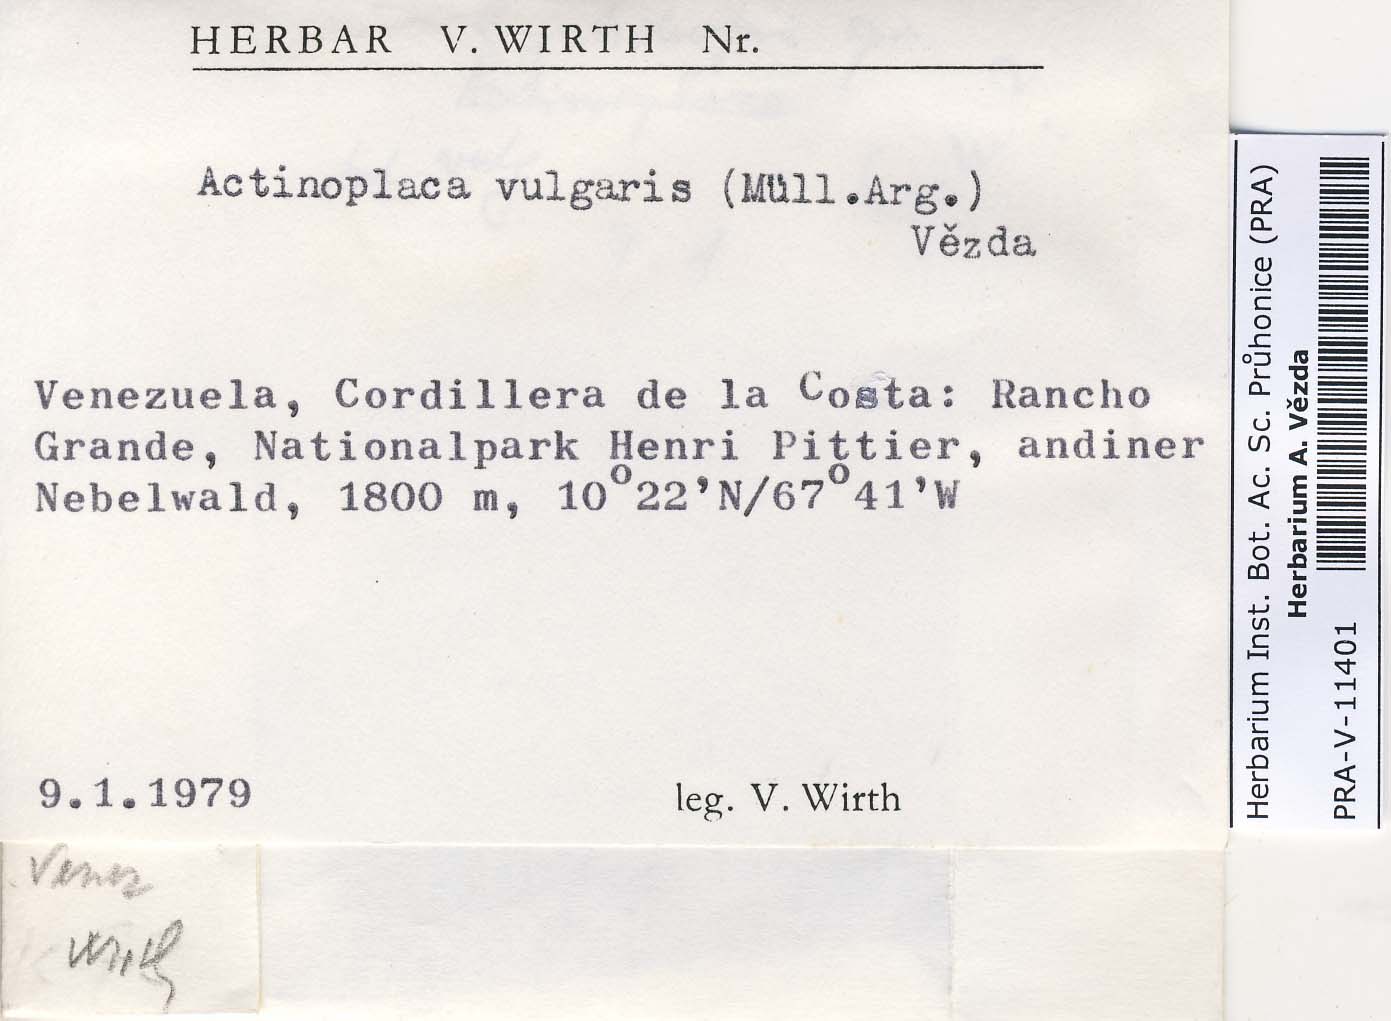 HERBAR V. WIRTH Nr.
Actinoplaca vulgaris (Müll.Arg.)
Vězda
Venezuela, Cordillera de la Costa: Rancho
Grande, Nationalpark Henri Pittier, andiner
Nebelwald, 1800 m, 10°22'N/67°41'W
9.1.1979 leg. V. Wirth
Venez
Wirth
Herbarium Inst. Bot. Ac. Sc. Průhonice (PRA)
Herbarium A. Vězda
PRA-V-11401